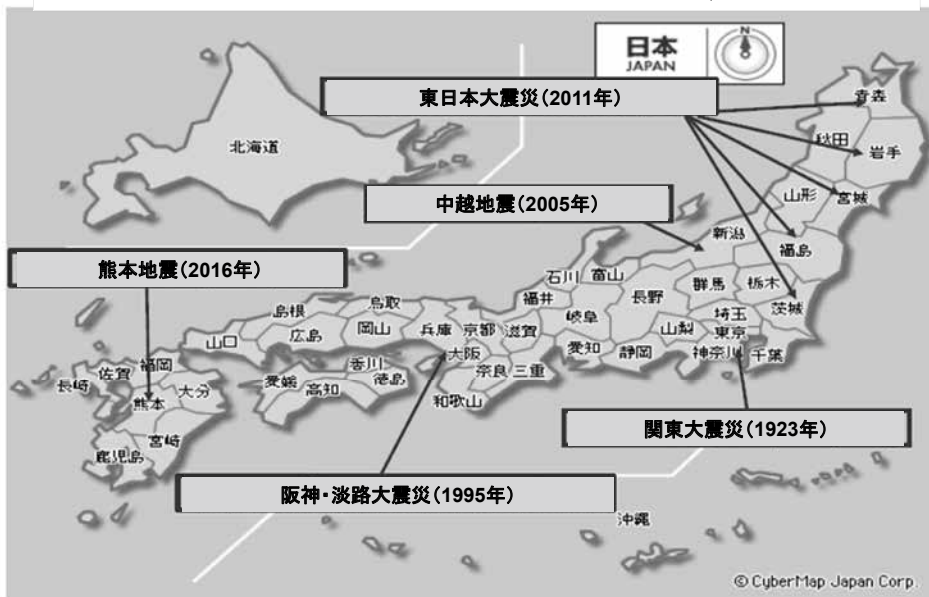 日本
JAPAN
N
東日本大震災(2011年)
青森
北海道
秋田
岩手
中越地震(2005年)
山形
宮城
新潟
福島
熊本地震(2016年)
石川
富山
群馬
栃木
福井
長野
茨城
島根
鳥取
岐阜
埼玉
山口
広島
岡山
兵庫
京都
滋賀
山梨
東京
大阪
愛知
静岡
神奈川
千葉
福岡
佐賀
長崎
大分
香川
愛媛
高知
徳島
奈良
三重
熊本
和歌山
宮崎
鹿児島
関東大震災(1923年)
阪神・淡路大震災(1995年)
沖縄
© CyberMap Japan Corp.